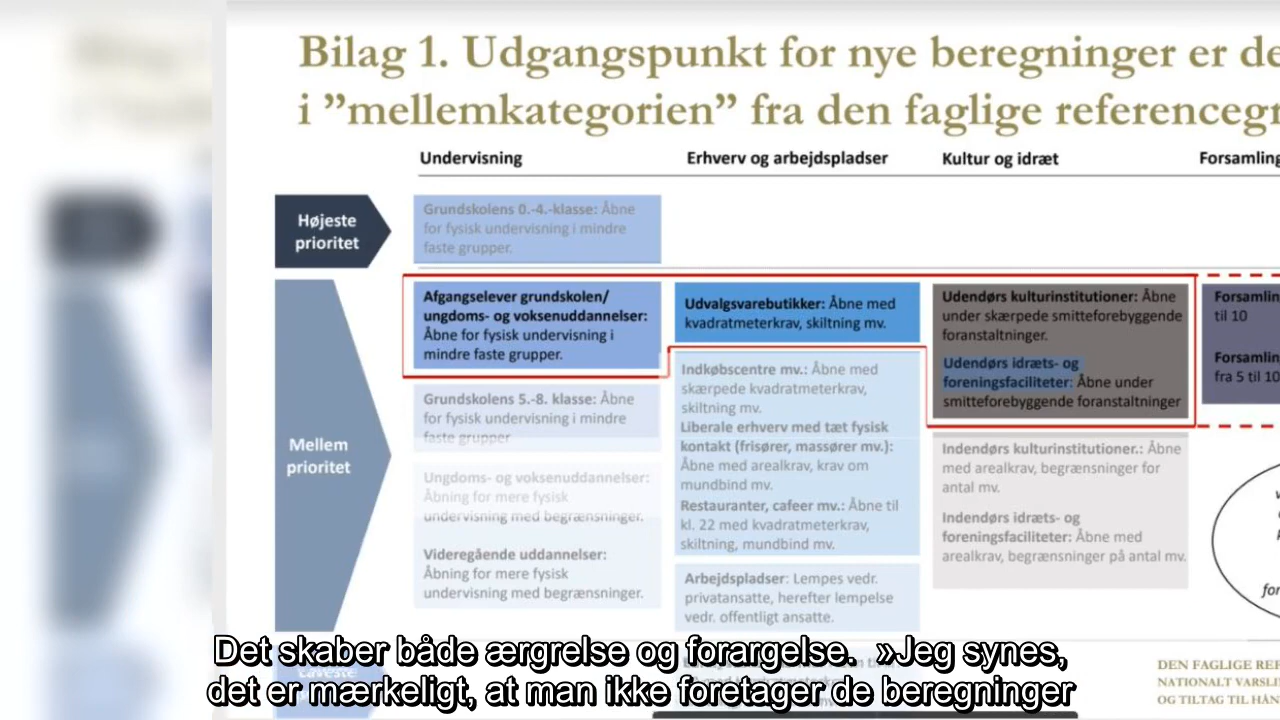 Bilag 1. Udgangspunkt for nye beregninger er de
i ”mellemkategorien” fra den faglige referencegr
Undervisning
Erhverv og arbejdspladser
Kultur og idræt
Forsamling
Højeste
prioritet
Grundskolens 0.-4.-klasse: Åbne
for fysisk undervisning i mindre
faste grupper.
Mellem
prioritet
Afgangselever grundskolen/
ungdoms- og voksenuddannelser:
Åbne for fysisk undervisning i
mindre faste grupper.
Grundskolens 5.-8. klasse: Åbne
for fysisk undervisning i mindre
faste grupper
Ungdoms- og voksenuddannelser:
Åbning for mere fysisk
undervisning med begrænsninger.
Videregående uddannelser:
Åbning for mere fysisk
undervisning med begrænsninger.
Udvalgsvarebutikker: Åbne med
kvadratmeterkrav, skiltning mv.
Indkøbscentre mv.: Åbne med
skærpede kvadratmeterkrav,
skiltning mv.
Liberale erhverv med tæt fysisk
kontakt (frisører, massører mv.):
Åbne med arealkrav, krav om
mundbind mv.
Restauranter, cafeer mv.: Åbne til
kl. 22 med kvadratmeterkrav,
skiltning, mundbind mv.
Arbejdspladser: Lempes vedr.
privatansatte, herefter lempelse
vedr. offentligt ansatte.
Udendørs kulturinstitutioner: Åbne
under skærpede smitteforebyggende
foranstaltninger.
Udendørs idræts- og
foreningsfaciliteter: Åbne under
smitteforebyggende foranstaltninger
Indendørs kulturinstitutioner.: Åbne
med arealkrav, begrænsninger for
antal mv.
Indendørs idræts- og
foreningsfaciliteter: Åbne med
arealkrav, begrænsninger på antal mv.
Forsamlin
til 10
Forsamlin
fra 5 til 10
for
DEN FAGLIGE REF
NATIONALT VARSLI
OG TILTAG TIL HÅN
Det skaber både ærgrelse og forargelse. »Jeg synes,
det er mærkeligt, at man ikke foretager de beregninger